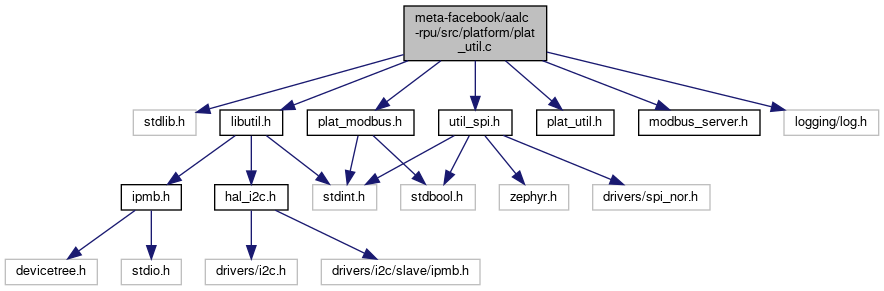 meta-facebook/aalc
-rpu/src/platform/plat
_util.c
stdlib.h
libutil.h
plat_modbus.h
util_spi.h
plat_util.h
modbus_server.h
logging/log.h
ipmb.h
hal_i2c.h
stdint.h
stdbool.h
zephyr.h
drivers/spi_nor.h
devicetree.h
stdio.h
drivers/i2c.h
drivers/i2c/slave/ipmb.h